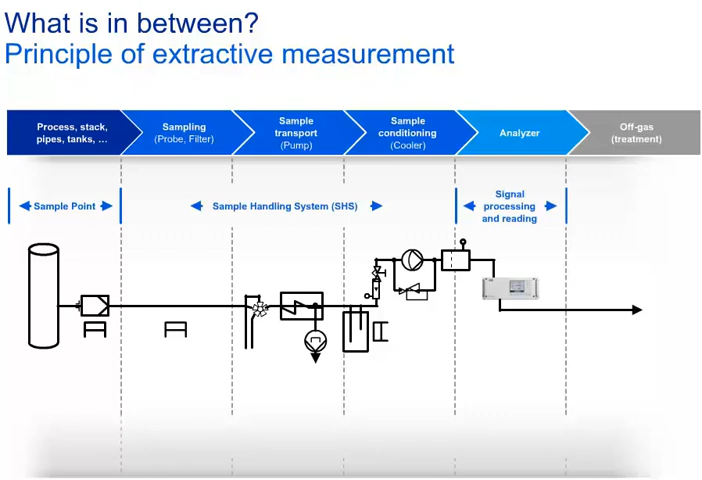 What is in between?
Principle of extractive measurement
Process, stack,
pipes, tanks, ...
Sampling
(Probe, Filter)
Sample
transport
(Pump)
Sample
conditioning
(Cooler)
Analyzer
Off-gas
(treatment)
Sample Point
Sample Handling System (SHS)
Signal
processing
and reading